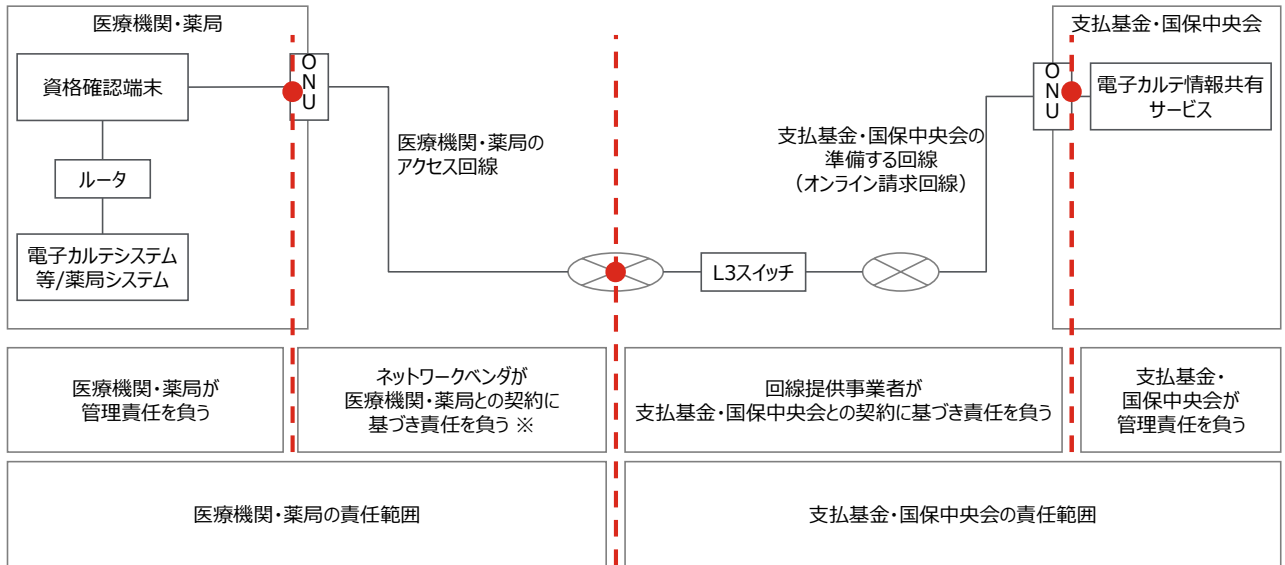 医療機関・薬局
資格確認端末
ルータ
電子カルテシステム
等/薬局システム
ONU
医療機関・薬局の
アクセス回線
L3スイッチ
支払基金・国保中央会の
準備する回線
（オンライン請求回線）
支払基金・国保中央会
ONU
電子カルテ情報共有
サービス
医療機関・薬局が
管理責任を負う
ネットワークベンダが
医療機関・薬局との契約に
基づき責任を負う ※
回線提供事業者が
支払基金・国保中央会との契約に基づき責任を負う
支払基金・
国保中央会が
管理責任を負う
医療機関・薬局の責任範囲
支払基金・国保中央会の責任範囲